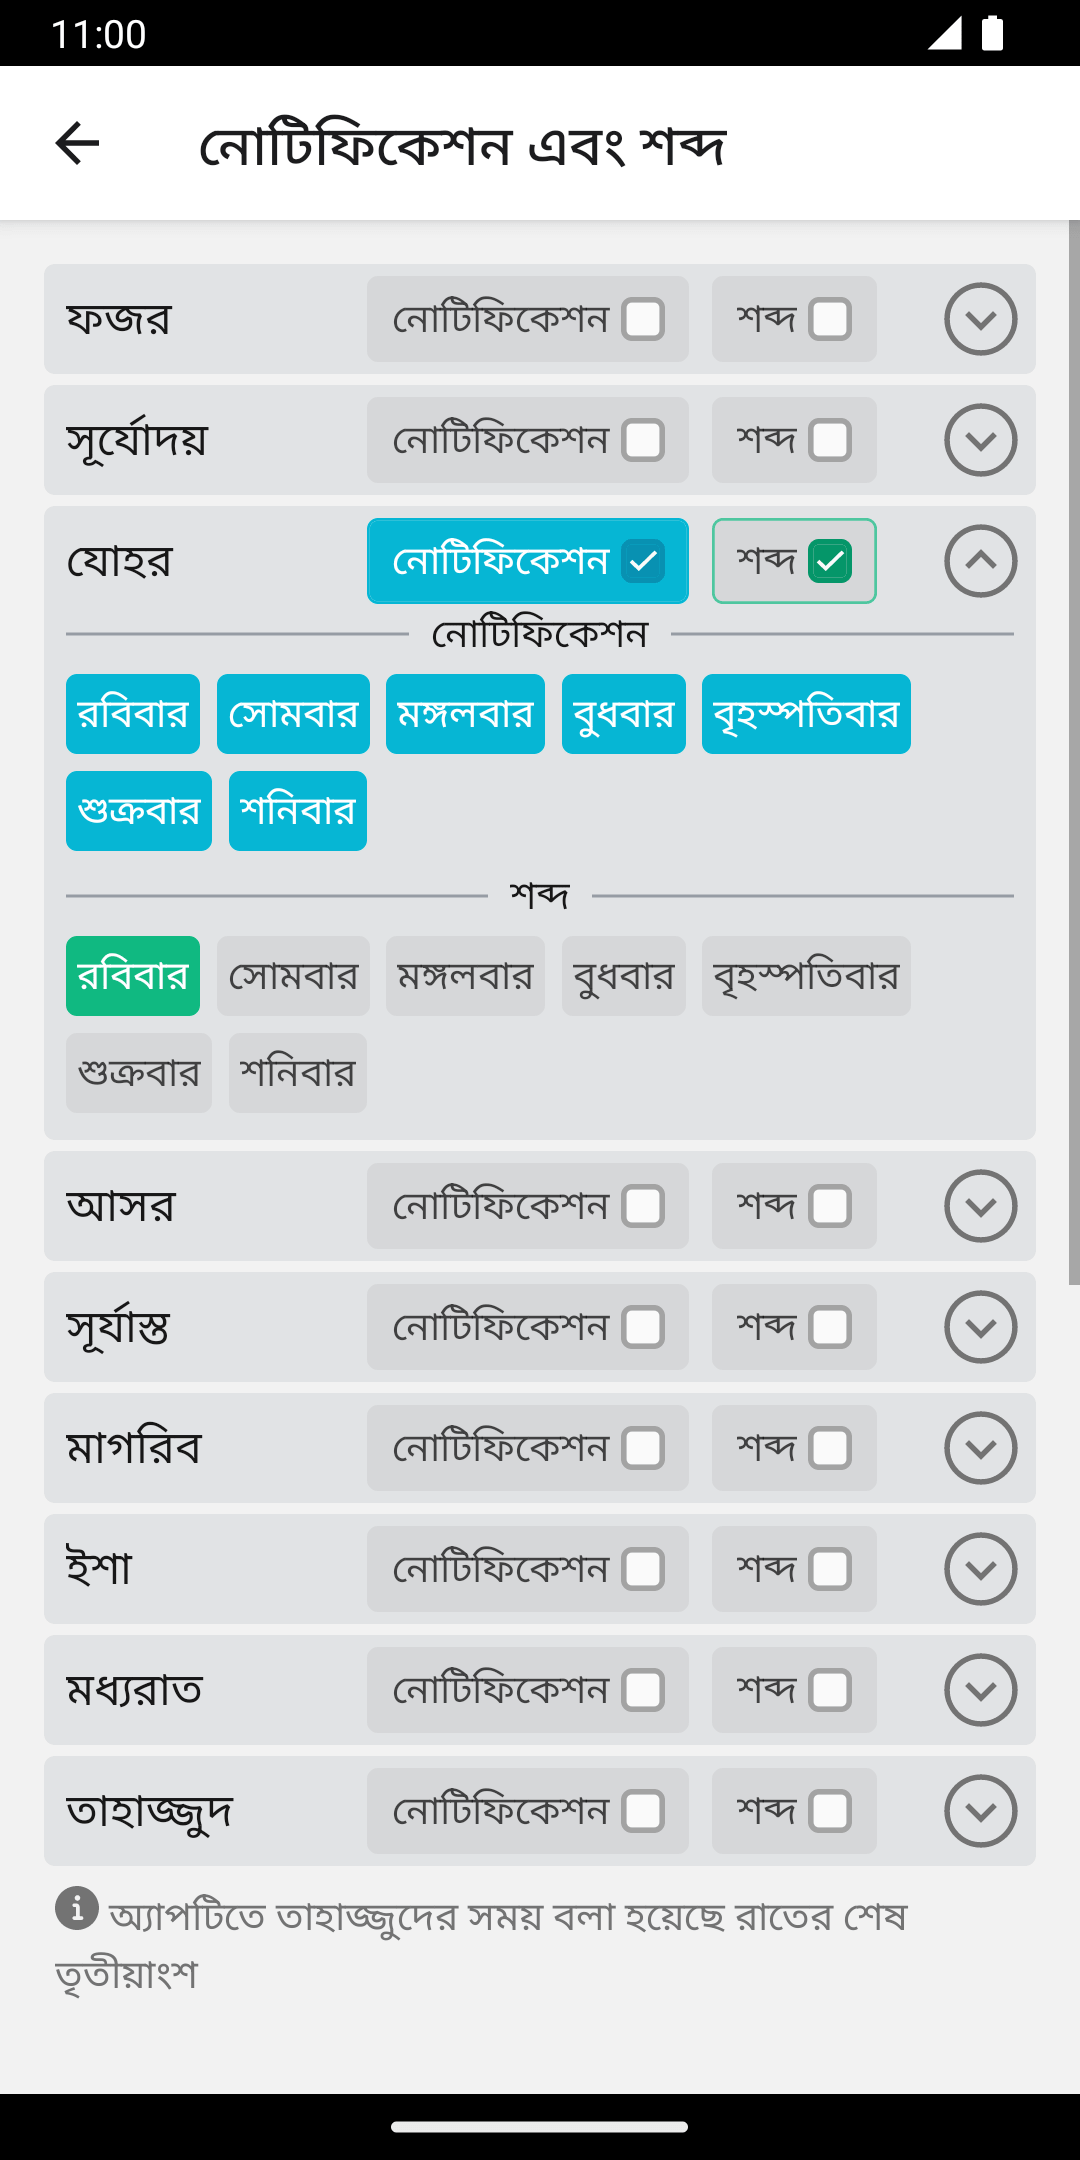 11:00
নোটিফিকেশন এবং শব্দ
ফজর নোটিফিকেশন শব্দ
সূর্যোদয় নোটিফিকেশন শব্দ
যোহর নোটিফিকেশন শব্দ
নোটিফিকেশন
রবিবার সোমবার মঙ্গলবার বুধবার বৃহস্পতিবার
শুক্রবার শনিবার
শব্দ
রবিবার সোমবার মঙ্গলবার বুধবার বৃহস্পতিবার
শুক্রবার শনিবার
আসর নোটিফিকেশন শব্দ
সূর্যাস্ত নোটিফিকেশন শব্দ
মাগরিব নোটিফিকেশন শব্দ
ইশা নোটিফিকেশন শব্দ
মধ্যরাত নোটিফিকেশন শব্দ
তাহাজ্জুদ নোটিফিকেশন শব্দ
অ্যাপটিতে তাহাজ্জুদের সময় বলা হয়েছে রাতের শেষ
তৃতীয়াংশ